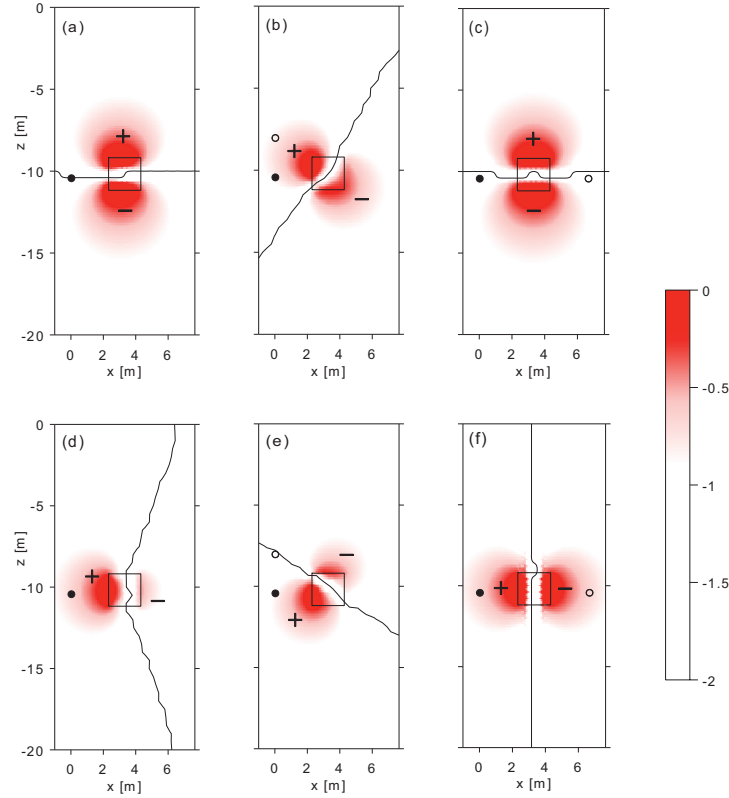 (a) (b) (c)
0
-5
-10
-15
-20
z [m]
+ + +
− − −
0 2 4 6 0 2 4 6 0 2 4 6
x [m] x [m] x [m]
0
-0.5
-1
-1.5
-2
(d) (e) (f)
0
-5
-10
-15
-20
z [m]
+ − + − + −
0 2 4 6 0 2 4 6 0 2 4 6
x [m] x [m] x [m]